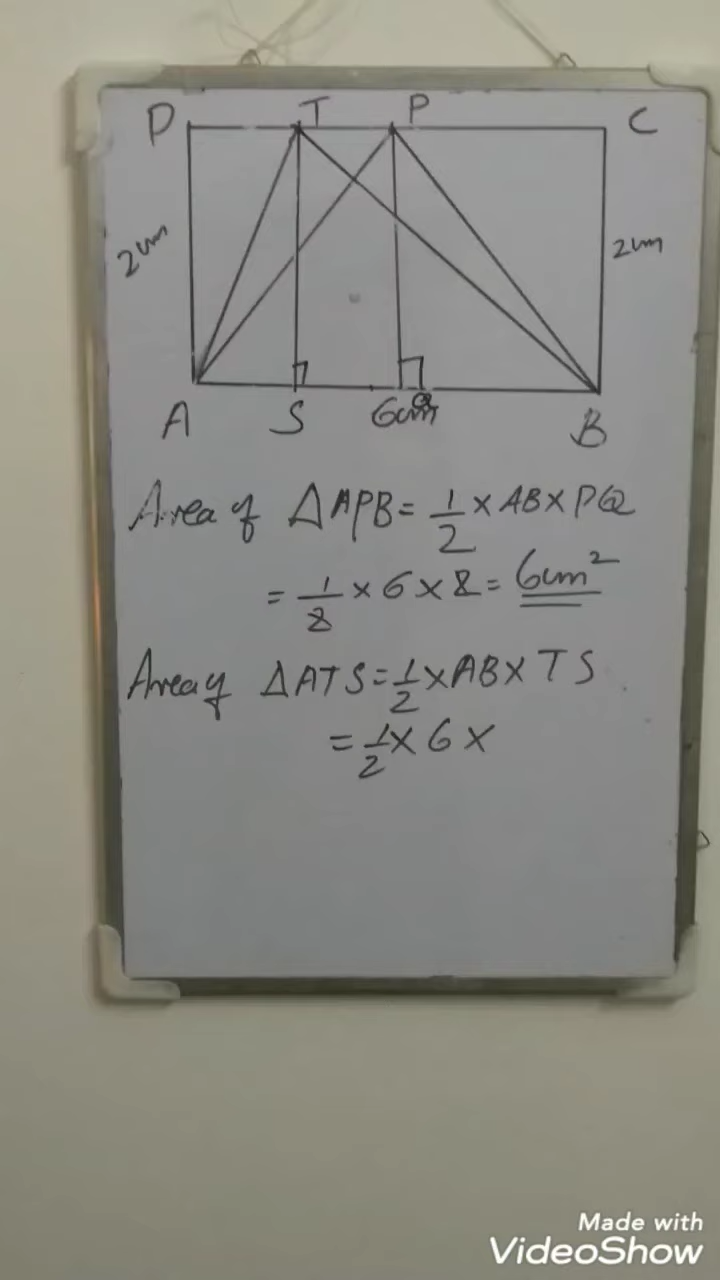 D T P C
2cm 2cm
A S 6cm Q B
Area of ΔAPB = 1/2 × AB × PQ
= 1/2 × 6 × 2 = 6cm²
Area of ΔATS = 1/2 × AB × TS
= 1/2 × 6 ×
Made with
VideoShow